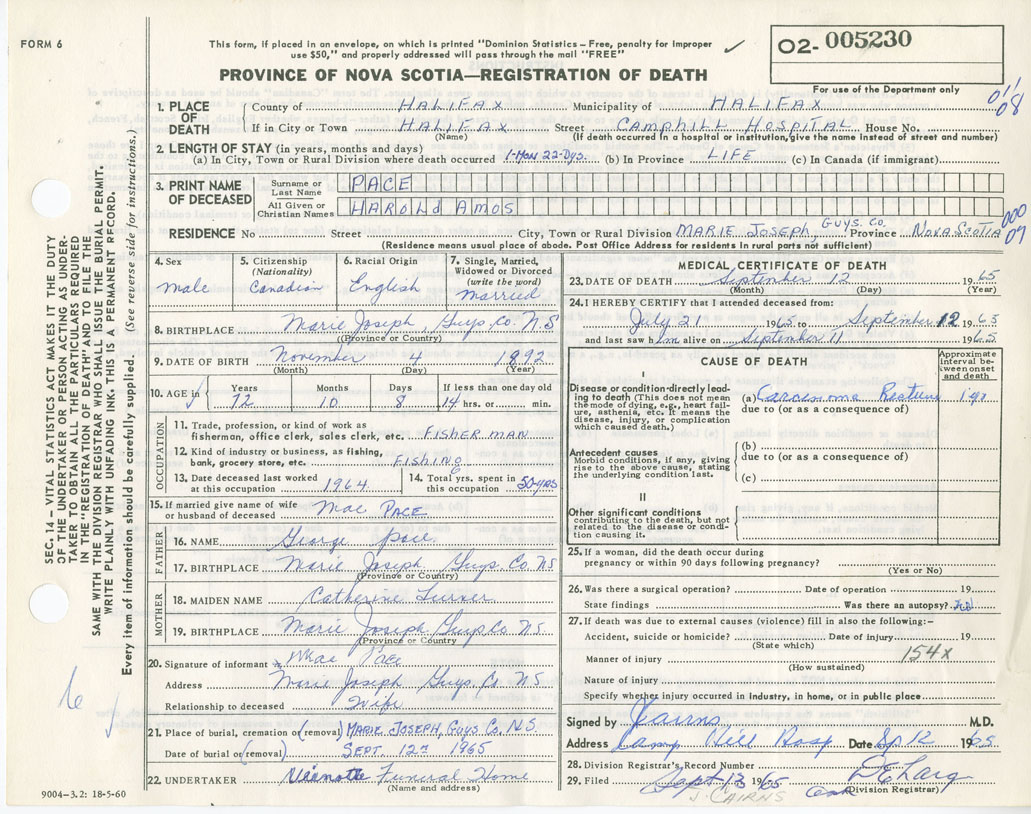 FORM 6
This form, if placed in an envelope, on which is printed "Dominion Statistics – Free, penalty for improper
use $50," and properly addressed will pass through the mail "FREE"
O2- 005230
For use of the Department only
PROVINCE OF NOVA SCOTIA—REGISTRATION OF DEATH
1. PLACE OF DEATH
County of HALIFAX Municipality of HALIFAX
If in City or Town HALIFAX Street CAMPHILL HOSPITAL House No.
(Name) (If death occurred in a hospital or institution, give the name instead of street and number)
01/08
2. LENGTH OF STAY (in years, months and days)
(a) In City, Town or Rural Division where death occurred 1-Mon 22-Dys. (b) In Province LIFE (c) In Canada (if immigrant)
3. PRINT NAME OF DECEASED
Surname or Last Name PACE
All Given or Christian Names HAROLD AMOS
RESIDENCE No Street City, Town or Rural Division MARIE JOSEPH, GUYS. CO. Province NOVA SCOTIA
000
07
(Residence means usual place of abode. Post Office Address for residents in rural parts not sufficient)
4. Sex
male
5. Citizenship
(Nationality)
Canadian
6. Racial Origin
English
7. Single, Married,
Widowed or Divorced
(write the word)
married
8. BIRTHPLACE Marie Joseph, Guys, Co. N.S
(Province or Country)
9. DATE OF BIRTH November 4 1892
(Month) (Day) (Year)
10. AGE in
Years Months Days If less than one day old
72 10 8 14 hrs. or min.
OCCUPATION
11. Trade, profession, or kind of work as
fisherman, office clerk, sales clerk, etc. FISHERMAN
12. Kind of industry or business, as fishing,
bank, grocery store, etc. FISHING
13. Date deceased last worked
at this occupation 1964
14. Total yrs. spent in
this occupation 50-YRS
15. If married give name of wife
or husband of deceased Mae PACE
FATHER
16. NAME George Pace
17. BIRTHPLACE Marie Joseph Guys. Co. NS
(Province or Country)
MOTHER
18. MAIDEN NAME Catherine Turner
19. BIRTHPLACE Marie Joseph Guys Co N.S
(Province or Country)
20. Signature of informant x Mae Pace
Address Marie Joseph Guys. Co. NS
Relationship to deceased Wife
21. Place of burial, cremation or (removal) MARIE JOSEPH, GUYS CO. N.S.
Date of burial (removal) SEPT. 12TH 1965
22. UNDERTAKER Funeral Home
(Name and address)
MEDICAL CERTIFICATE OF DEATH
23. DATE OF DEATH September 12 1965
(Month) (Day) (Year)
24. I HEREBY CERTIFY that I attended deceased from:
July 21 1965 to September 12 1965
and last saw him alive on September 11 1965
CAUSE OF DEATH
Approximate
interval between
onset
and death
I
Disease or condition directly leading
to death (This does not mean
the mode of dying, e.g., heart failure,
asthenia, etc. It means the
disease, injury, or complication
which caused death.)
(a) Carcinoma 1 yr
due to (or as a consequence of)
Antecedent causes
Morbid conditions, if any, giving
rise to the above cause, stating
the underlying condition last.
(b)
due to (or as a consequence of)
(c)
II
Other significant conditions
contributing to the death, but not
related to the disease or condition
causing it.
25. If a woman, did the death occur during
pregnancy or within 90 days following pregnancy?
(Yes or No)
26. Was there a surgical operation? Date of operation 19
State findings Was there an autopsy?
27. If death was due to external causes (violence) fill in also the following:-
Accident, suicide or homicide? Date of injury 19
(State which)
Manner of injury 154X
(How sustained)
Nature of injury
Specify whether injury occurred in industry, in home, or in public place
Signed by J Cairns M.D.
Address Camp Hill Hosp Date Sp 12 1965
28. Division Registrar's Record Number
29. Filed Sept 13 1965
(Division Registrar)
J. CAIRNS
9004–3.2: 18-5-60
SEC. 14 – VITAL STATISTICS ACT MAKES IT THE DUTY
OF THE UNDERTAKER OR PERSON ACTING AS UNDERTAKER
TO OBTAIN ALL THE PARTICULARS REQUIRED
IN THE "REGISTRATION OF DEATH" AND TO FILE THE
SAME WITH THE DIVISION REGISTRAR WHO SHALL ISSUE THE BURIAL PERMIT.
WRITE PLAINLY WITH UNFADING INK—THIS IS A PERMANENT RECORD.
Every item of information should be carefully supplied. (See reverse side for instructions.)